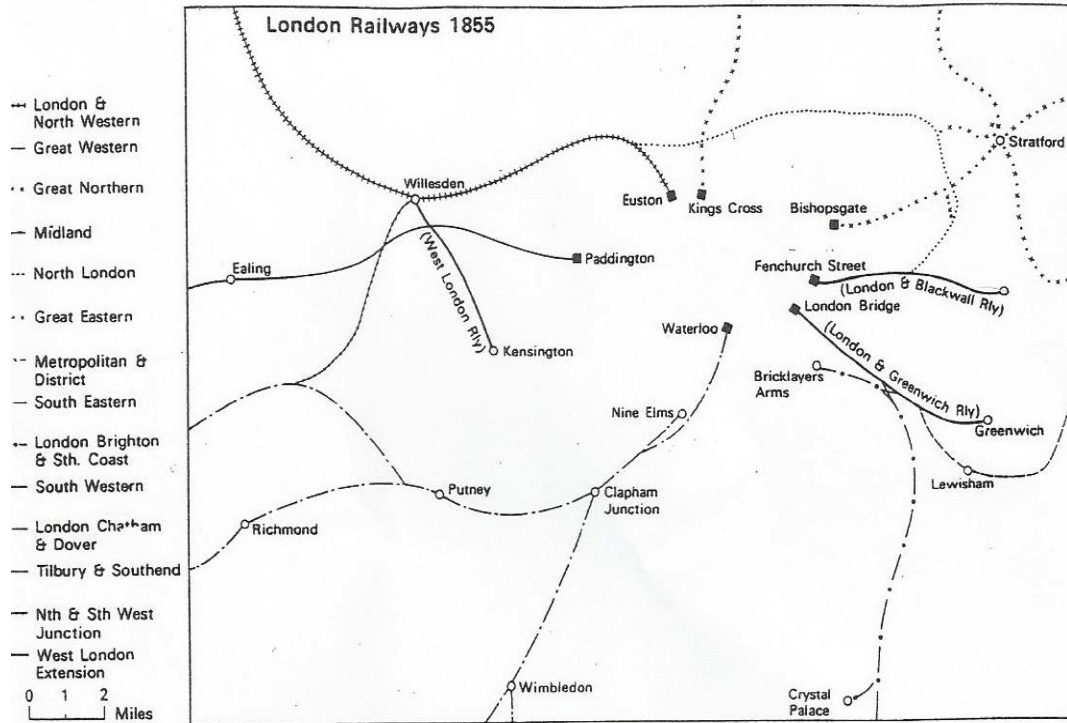 London Railways 1855
London &
North Western
Great Western
Great Northern
Midland
North London
Great Eastern
Metropolitan &
District
South Eastern
London Brighton
& Sth. Coast
South Western
London Chatham
& Dover
Tilbury & Southend
Nth & Sth West
Junction
West London
Extension
0 1 2
Miles
Willesden
Euston
Kings Cross
Bishopsgate
Stratford
Ealing
(West London Rly)
Paddington
Fenchurch Street
(London & Blackwall Rly)
London Bridge
Kensington
Waterloo
(London & Greenwich Rly)
Bricklayers
Arms
Nine Elms
Greenwich
Putney
Clapham
Junction
Lewisham
Richmond
Wimbledon
Crystal
Palace